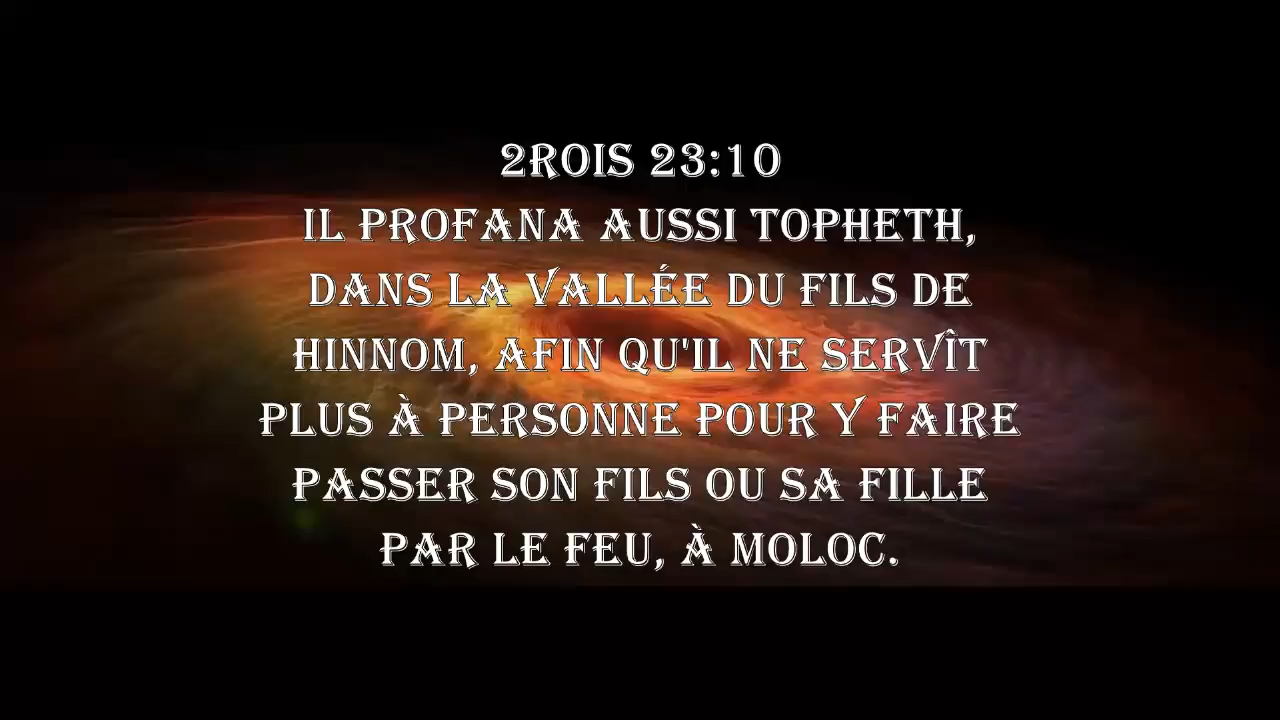 2ROIS 23:10
IL PROFANA AUSSI TOPHETH,
DANS LA VALLÉE DU FILS DE
HINNOM, AFIN QU'IL NE SERVÎT
PLUS À PERSONNE POUR Y FAIRE
PASSER SON FILS OU SA FILLE
PAR LE FEU, À MOLOC.